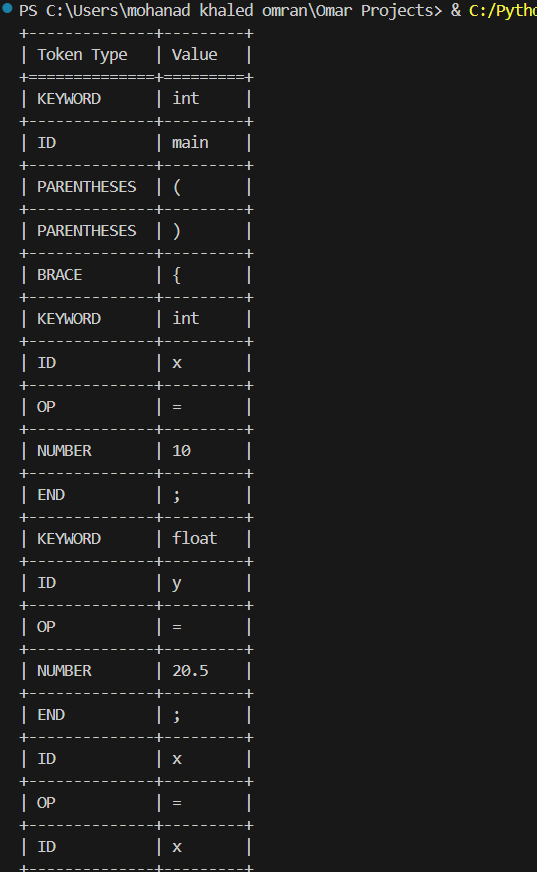 PS C:\Users\mohanad khaled omran\Omar Projects> & C:/Pytho
+--------------+---------+
| Token Type   | Value   |
+==============+=========+
| KEYWORD      | int     |
+--------------+---------+
| ID           | main    |
+--------------+---------+
| PARENTHESES  | (       |
+--------------+---------+
| PARENTHESES  | )       |
+--------------+---------+
| BRACE        | {       |
+--------------+---------+
| KEYWORD      | int     |
+--------------+---------+
| ID           | x       |
+--------------+---------+
| OP           | =       |
+--------------+---------+
| NUMBER       | 10      |
+--------------+---------+
| END          | ;       |
+--------------+---------+
| KEYWORD      | float   |
+--------------+---------+
| ID           | y       |
+--------------+---------+
| OP           | =       |
+--------------+---------+
| NUMBER       | 20.5    |
+--------------+---------+
| END          | ;       |
+--------------+---------+
| ID           | x       |
+--------------+---------+
| OP           | =       |
+--------------+---------+
| ID           | x       |
+--------------+---------+